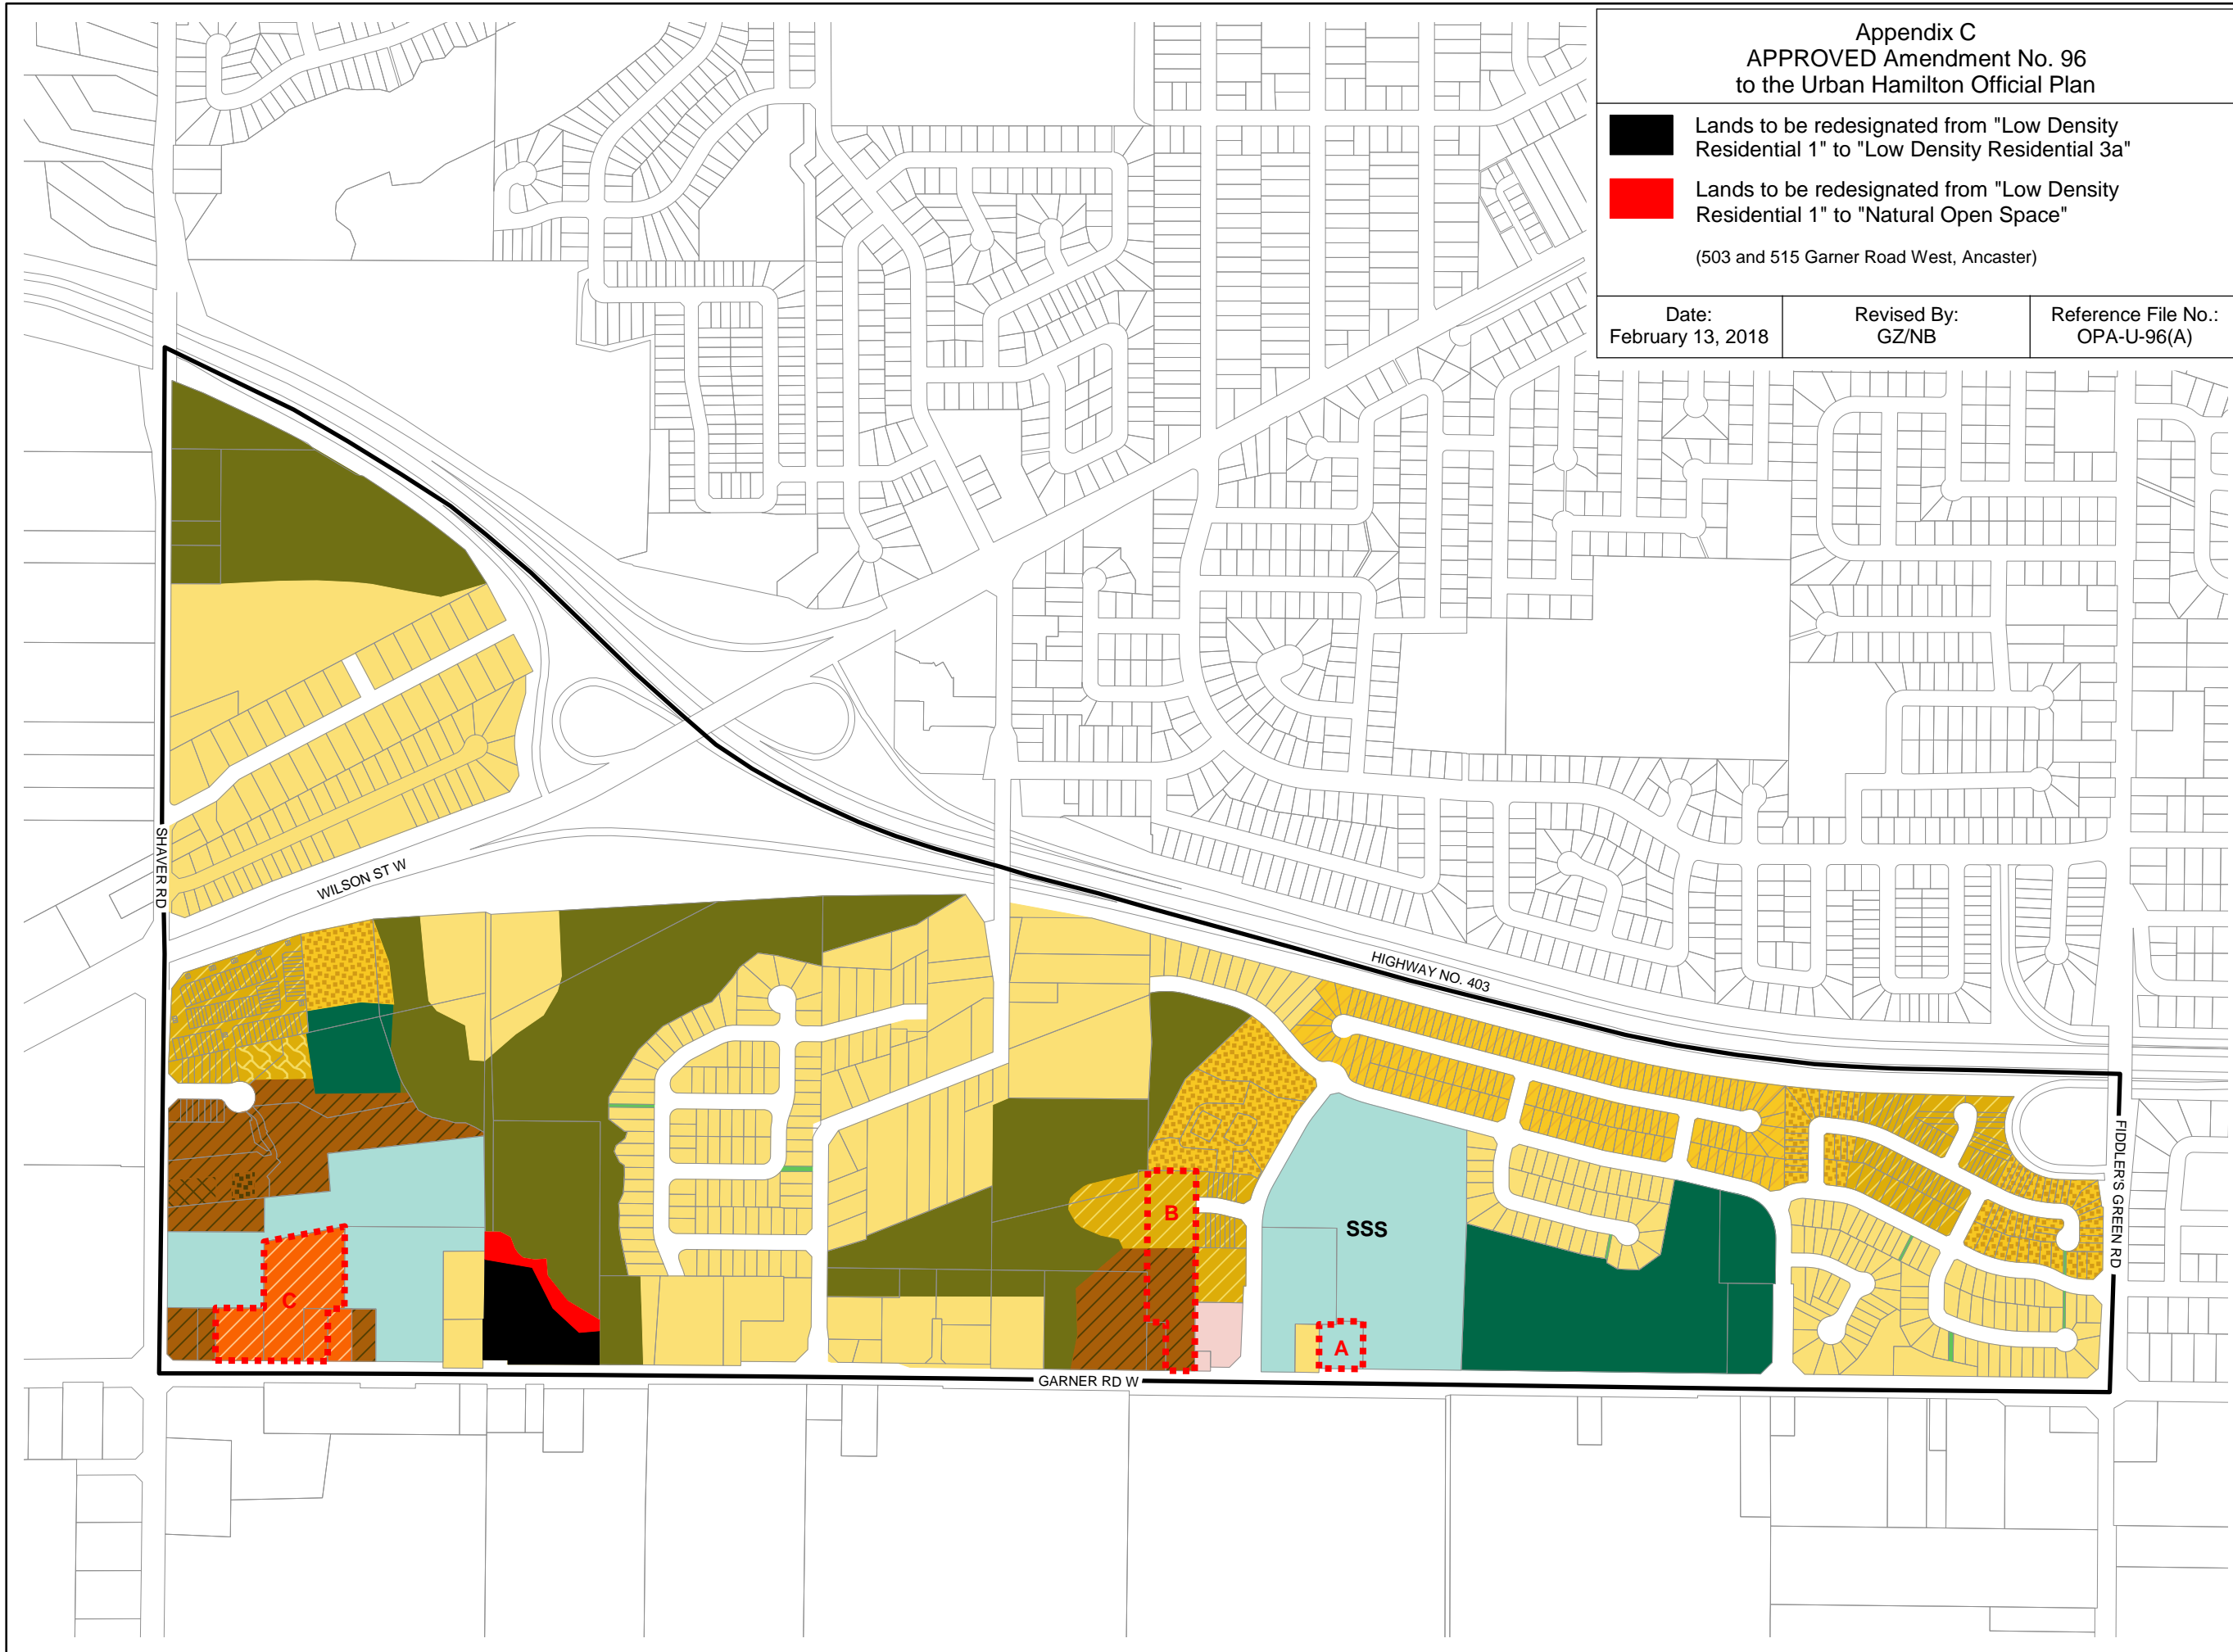 Appendix C
APPROVED Amendment No. 96
to the Urban Hamilton Official Plan
Lands to be redesignated from "Low Density
Residential 1" to "Low Density Residential 3a"
Lands to be redesignated from "Low Density
Residential 1" to "Natural Open Space"
(503 and 515 Garner Road West, Ancaster)
Date:
February 13, 2018
Revised By:
GZ/NB
Reference File No.:
OPA-U-96(A)
SHAVER RD
WILSON ST W
HIGHWAY NO. 403
FIDDLER'S GREEN RD
B
SSS
C
A
GARNER RD W